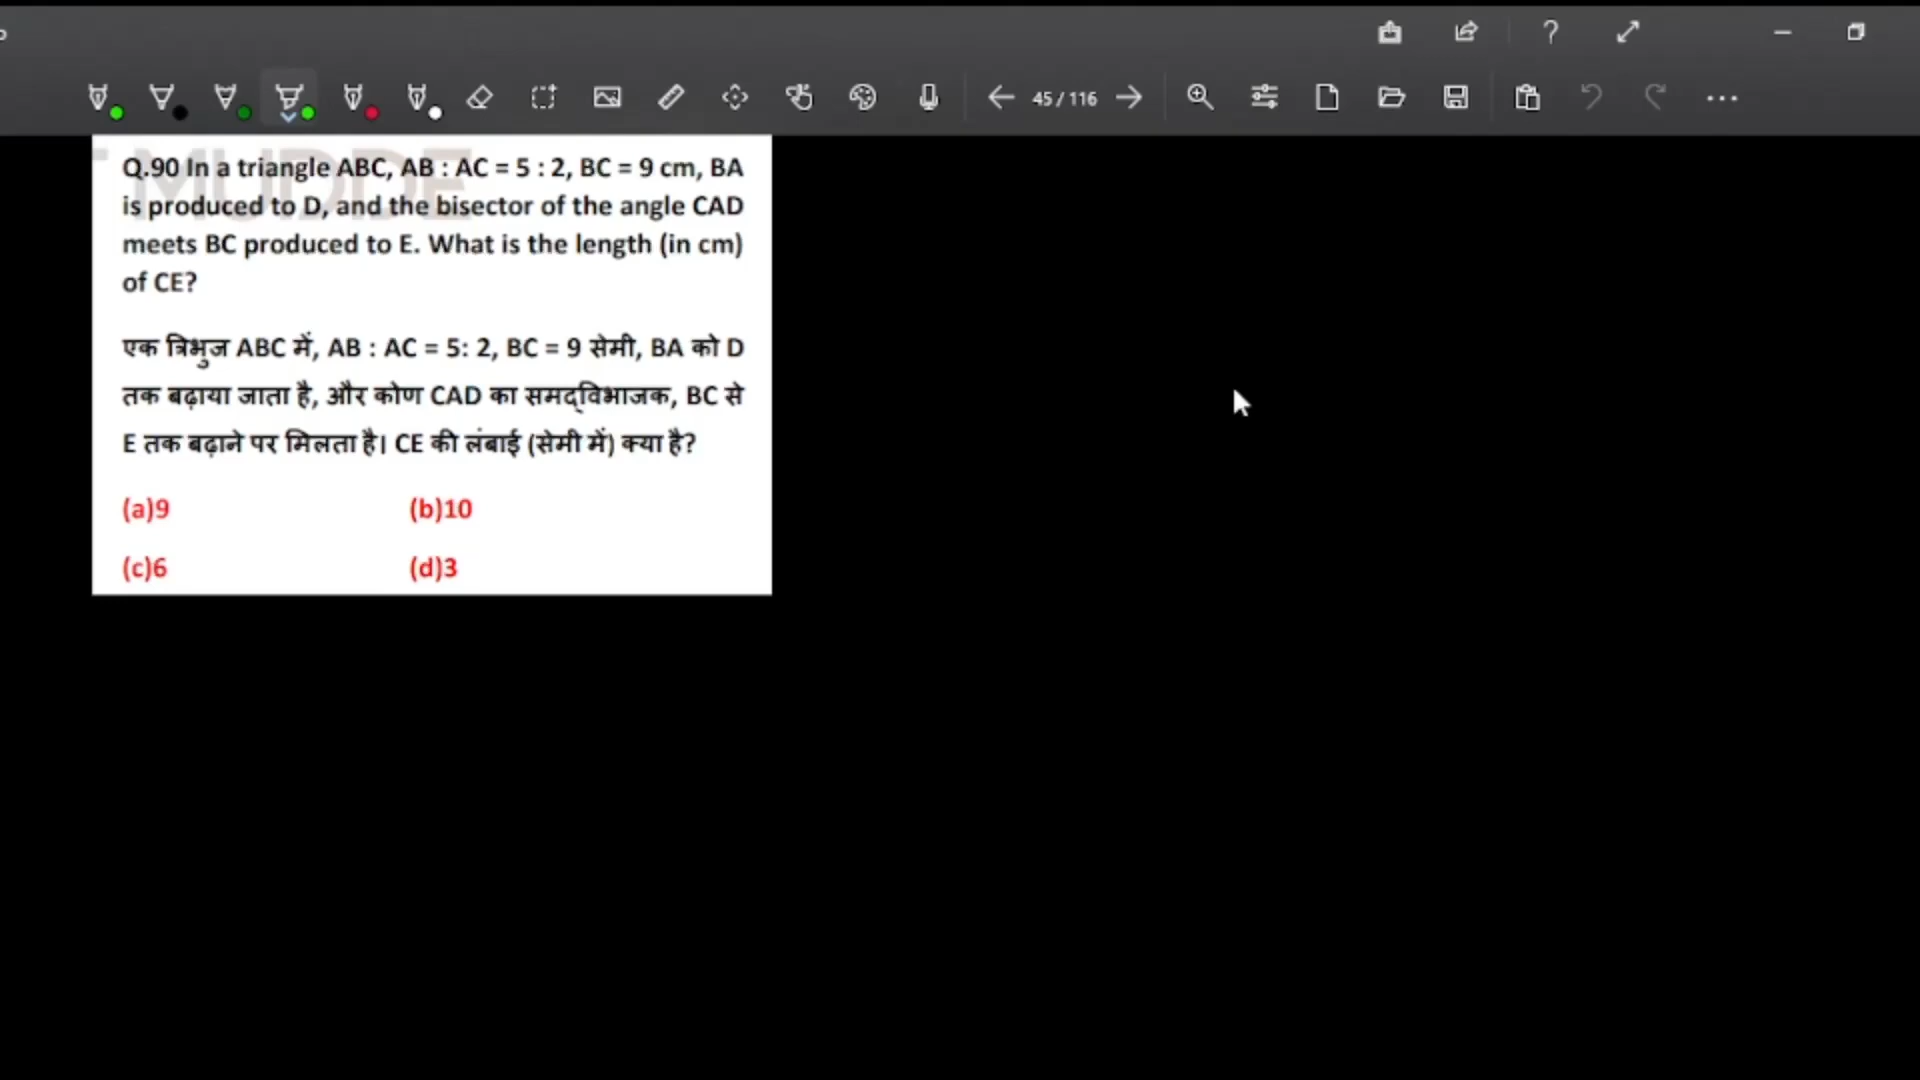 45 / 116
T MUDDE
Q.90 In a triangle ABC, AB : AC = 5 : 2, BC = 9 cm, BA
is produced to D, and the bisector of the angle CAD
meets BC produced to E. What is the length (in cm)
of CE?
एक त्रिभुज ABC में, AB : AC = 5: 2, BC = 9 सेमी, BA को D
तक बढ़ाया जाता है, और कोण CAD का समद्विभाजक, BC से
E तक बढ़ाने पर मिलता है। CE की लंबाई (सेमी में) क्या है?
(a)9 (b)10
(c)6 (d)3